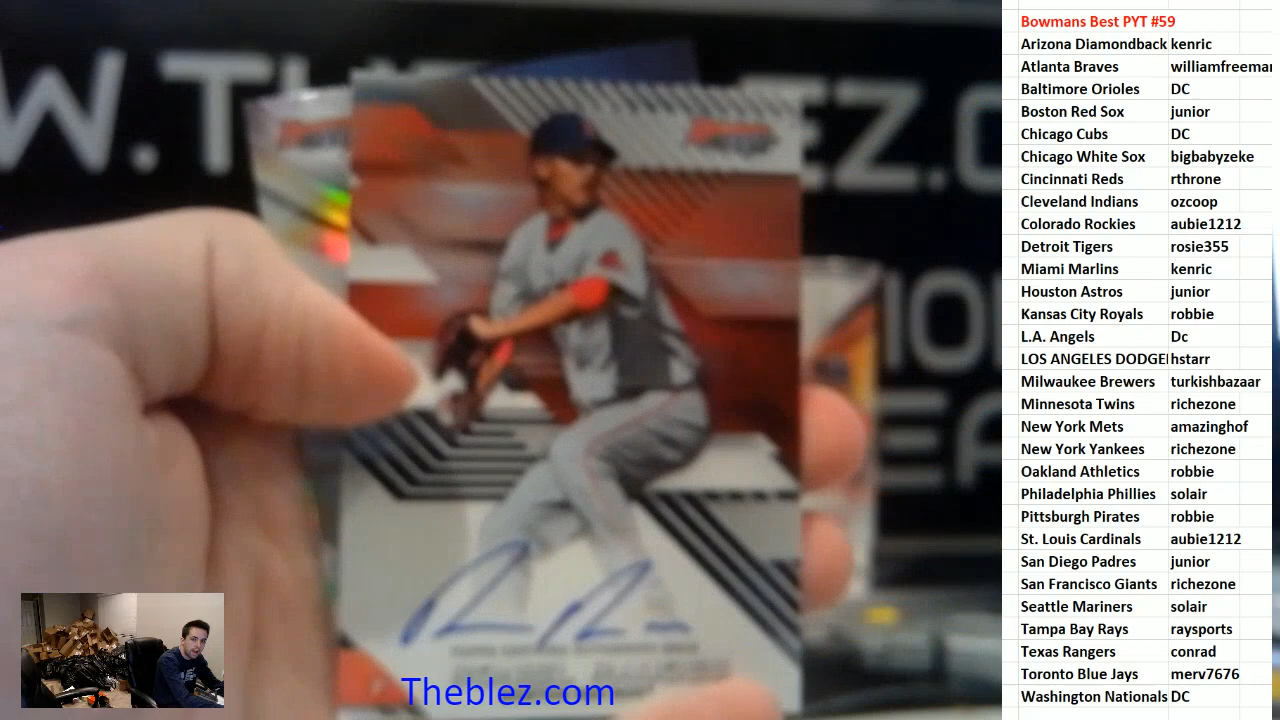 Bowmans Best PYT #59
Arizona Diamondback kenric
Atlanta Braves williamfreeman
Baltimore Orioles DC
Boston Red Sox junior
Chicago Cubs DC
Chicago White Sox bigbabyzeke
Cincinnati Reds rthrone
Cleveland Indians ozcoop
Colorado Rockies aubie1212
Detroit Tigers rosie355
Miami Marlins kenric
Houston Astros junior
Kansas City Royals robbie
L.A. Angels Dc
LOS ANGELES DODGE hstarr
Milwaukee Brewers turkishbazaar
Minnesota Twins richezone
New York Mets amazinghof
New York Yankees richezone
Oakland Athletics robbie
Philadelphia Phillies solair
Pittsburgh Pirates robbie
St. Louis Cardinals aubie1212
San Diego Padres junior
San Francisco Giants richezone
Seattle Mariners solair
Tampa Bay Rays raysports
Texas Rangers conrad
Toronto Blue Jays merv7676
Washington Nationals DC
Theblez.com